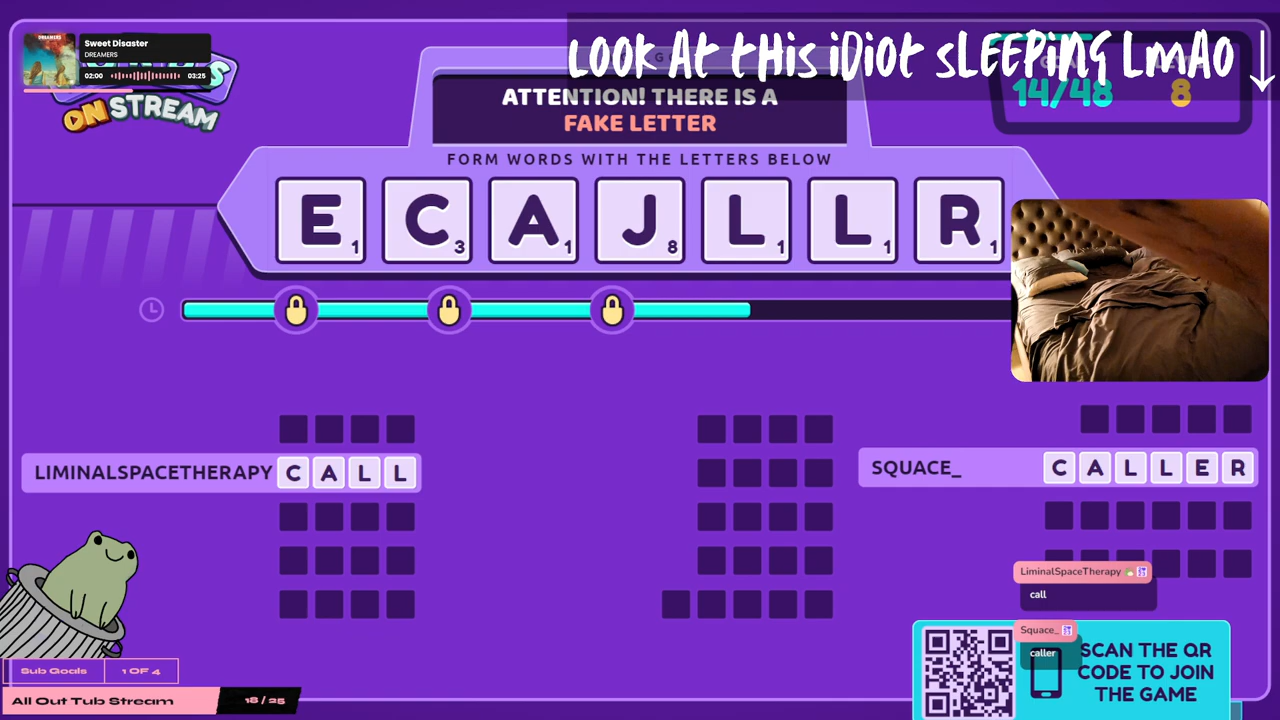 Sweet Disaster
DREAMERS
02:00
03:25
ON STREAM
LOOK At tHis iDiOt sLEEPiNG LmAO
14/48
8
ATTENTION! THERE IS A
FAKE LETTER
FORM WORDS WITH THE LETTERS BELOW
E 1 C 3 A 1 J 8 L 1 L 1 R 1
LIMINALSPACETHERAPY CALL
SQUACE_ CALLER
LiminalSpaceTherapy
call
Squace_
caller
SCAN THE QR
CODE TO JOIN
THE GAME
Sub Goals 1 OF 4
All Out Tub Stream 18 / 25